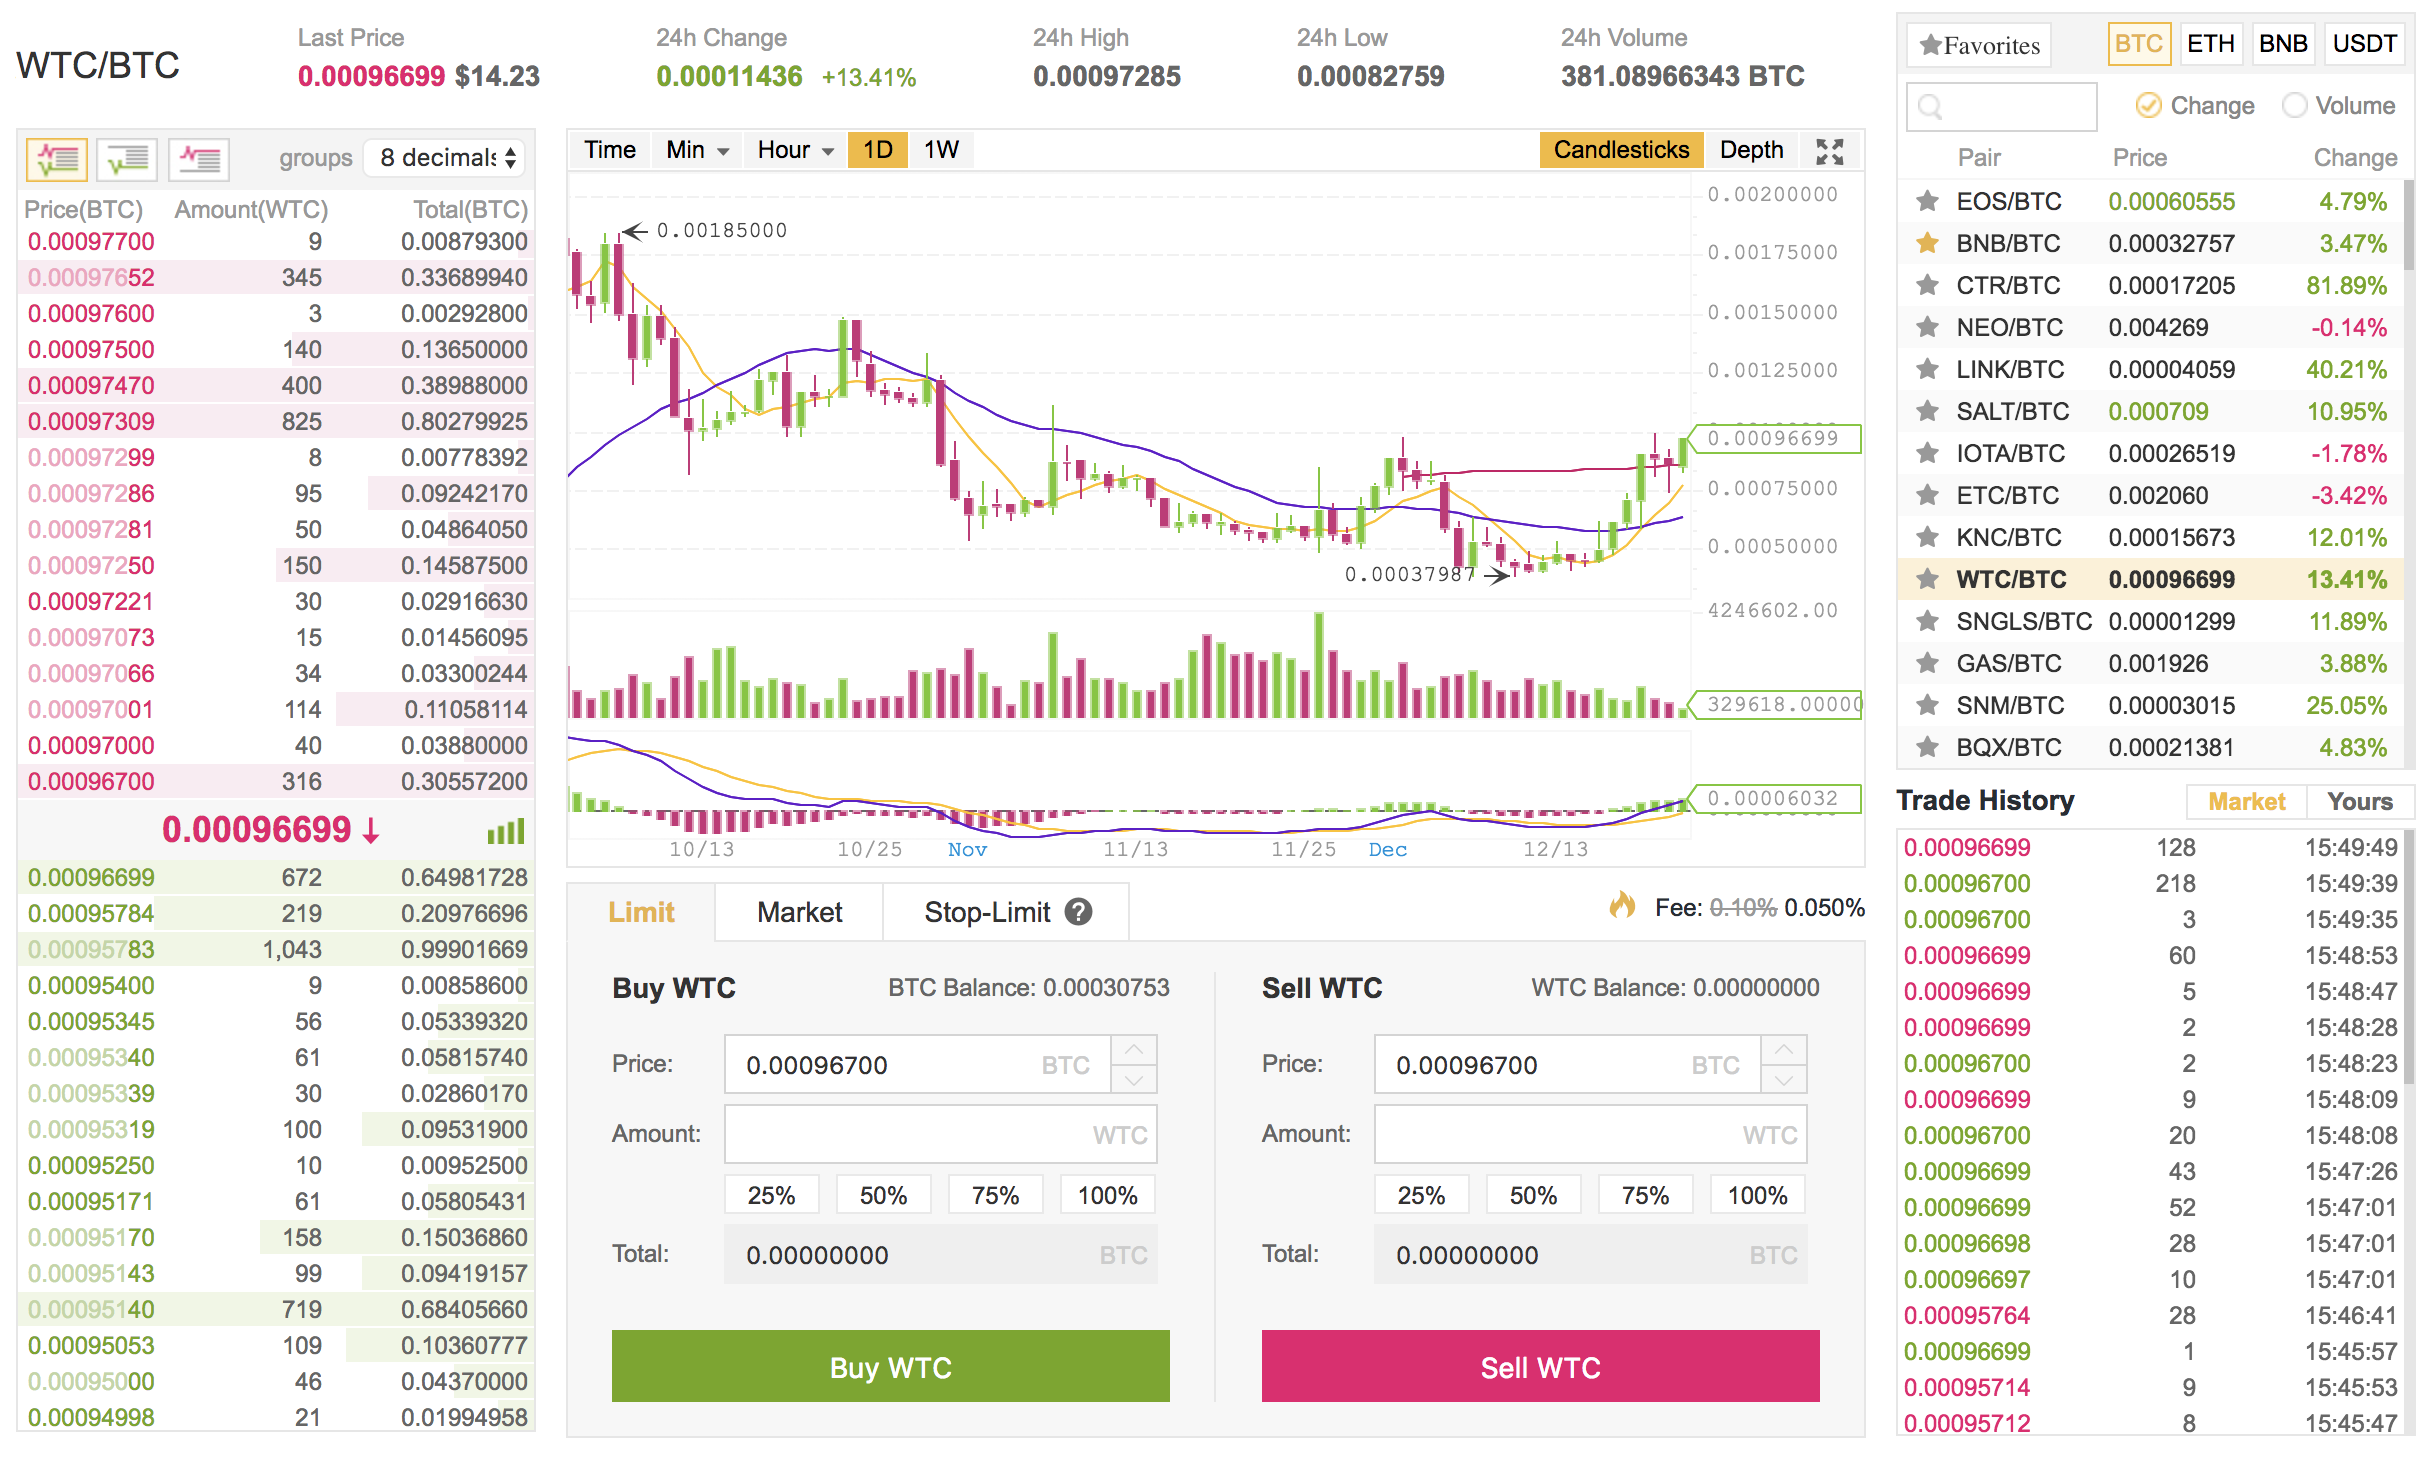 WTC/BTC
Last Price
0.00096699 $14.23
24h Change
0.00011436 +13.41%
24h High
0.00097285
24h Low
0.00082759
24h Volume
381.08966343 BTC
groups 8 decimals
Price(BTC) Amount(WTC) Total(BTC)
0.00097700 9 0.00879300
0.00097652 345 0.33689940
0.00097600 3 0.00292800
0.00097500 140 0.13650000
0.00097470 400 0.38988000
0.00097309 825 0.80279925
0.00097299 8 0.00778392
0.00097286 95 0.09242170
0.00097281 50 0.04864050
0.00097250 150 0.14587500
0.00097221 30 0.02916630
0.00097073 15 0.01456095
0.00097066 34 0.03300244
0.00097001 114 0.11058114
0.00097000 40 0.03880000
0.00096700 316 0.30557200
0.00096699
0.00096699 672 0.64981728
0.00095784 219 0.20976696
0.00095783 1,043 0.99901669
0.00095400 9 0.00858600
0.00095345 56 0.05339320
0.00095340 61 0.05815740
0.00095339 30 0.02860170
0.00095319 100 0.09531900
0.00095250 10 0.00952500
0.00095171 61 0.05805431
0.00095170 158 0.15036860
0.00095143 99 0.09419157
0.00095140 719 0.68405660
0.00095053 109 0.10360777
0.00095000 46 0.04370000
0.00094998 21 0.01994958
Time Min Hour 1D 1W Candlesticks Depth
0.00200000
0.00185000
0.00175000
0.00150000
0.00125000
0.00096699
0.00075000
0.00050000
0.00037987
4246602.00
329618.00000
0.00006032
10/13 10/25 Nov 11/13 11/25 Dec 12/13
Limit Market Stop-Limit ?
Fee: 0.10% 0.050%
Buy WTC BTC Balance: 0.00030753
Price: 0.00096700 BTC
Amount: WTC
25% 50% 75% 100%
Total: 0.00000000 BTC
Buy WTC
Sell WTC WTC Balance: 0.00000000
Price: 0.00096700 BTC
Amount: WTC
25% 50% 75% 100%
Total: 0.00000000 BTC
Sell WTC
Favorites BTC ETH BNB USDT
Change Volume
Pair Price Change
EOS/BTC 0.00060555 4.79%
BNB/BTC 0.00032757 3.47%
CTR/BTC 0.00017205 81.89%
NEO/BTC 0.004269 -0.14%
LINK/BTC 0.00004059 40.21%
SALT/BTC 0.000709 10.95%
IOTA/BTC 0.00026519 -1.78%
ETC/BTC 0.002060 -3.42%
KNC/BTC 0.00015673 12.01%
WTC/BTC 0.00096699 13.41%
SNGLS/BTC 0.00001299 11.89%
GAS/BTC 0.001926 3.88%
SNM/BTC 0.00003015 25.05%
BQX/BTC 0.00021381 4.83%
Trade History Market Yours
0.00096699 128 15:49:49
0.00096700 218 15:49:39
0.00096700 3 15:49:35
0.00096699 60 15:48:53
0.00096699 5 15:48:47
0.00096699 2 15:48:28
0.00096700 2 15:48:23
0.00096699 9 15:48:09
0.00096700 20 15:48:08
0.00096699 43 15:47:26
0.00096699 52 15:47:01
0.00096698 28 15:47:01
0.00096697 10 15:47:01
0.00095764 28 15:46:41
0.00096699 1 15:45:57
0.00095714 9 15:45:53
0.00095712 8 15:45:47